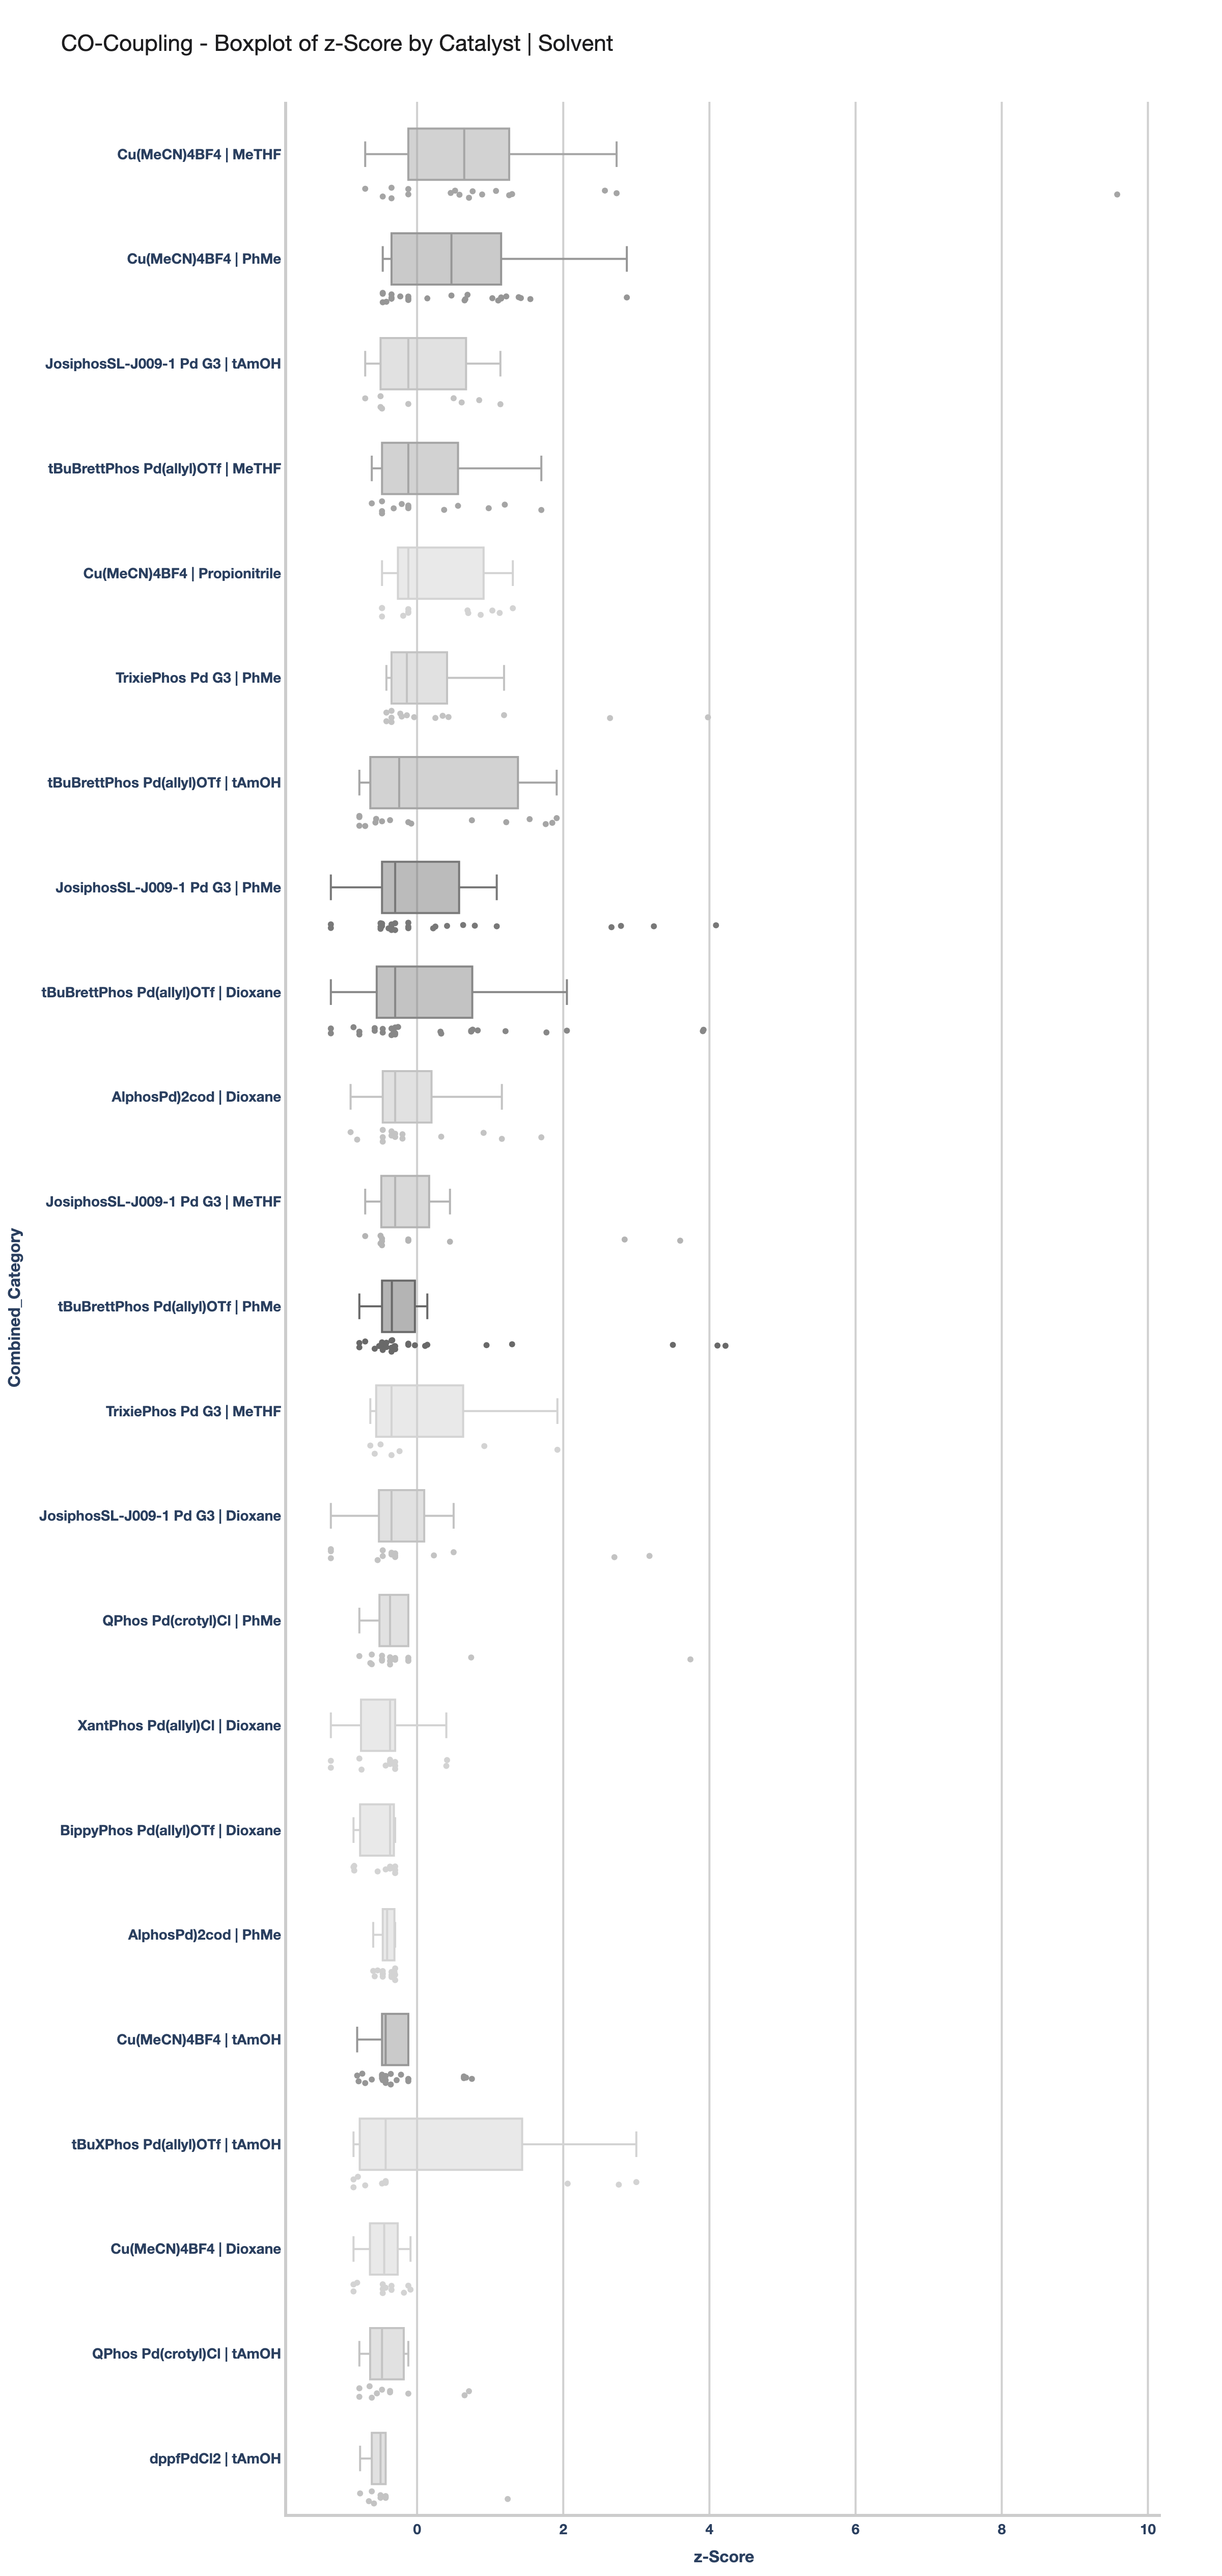 CO-Coupling - Boxplot of z-Score by Catalyst | Solvent
Cu(MeCN)4BF4 | MeTHF
Cu(MeCN)4BF4 | PhMe
JosiphosSL-J009-1 Pd G3 | tAmOH
tBuBrettPhos Pd(allyl)OTf | MeTHF
Cu(MeCN)4BF4 | Propionitrile
TrixiePhos Pd G3 | PhMe
tBuBrettPhos Pd(allyl)OTf | tAmOH
JosiphosSL-J009-1 Pd G3 | PhMe
tBuBrettPhos Pd(allyl)OTf | Dioxane
AlphosPd)2cod | Dioxane
JosiphosSL-J009-1 Pd G3 | MeTHF
tBuBrettPhos Pd(allyl)OTf | PhMe
TrixiePhos Pd G3 | MeTHF
JosiphosSL-J009-1 Pd G3 | Dioxane
QPhos Pd(crotyl)Cl | PhMe
XantPhos Pd(allyl)Cl | Dioxane
BippyPhos Pd(allyl)OTf | Dioxane
AlphosPd)2cod | PhMe
Cu(MeCN)4BF4 | tAmOH
tBuXPhos Pd(allyl)OTf | tAmOH
Cu(MeCN)4BF4 | Dioxane
QPhos Pd(crotyl)Cl | tAmOH
dppfPdCl2 | tAmOH
Combined_Category
0 2 4 6 8 10
z-Score